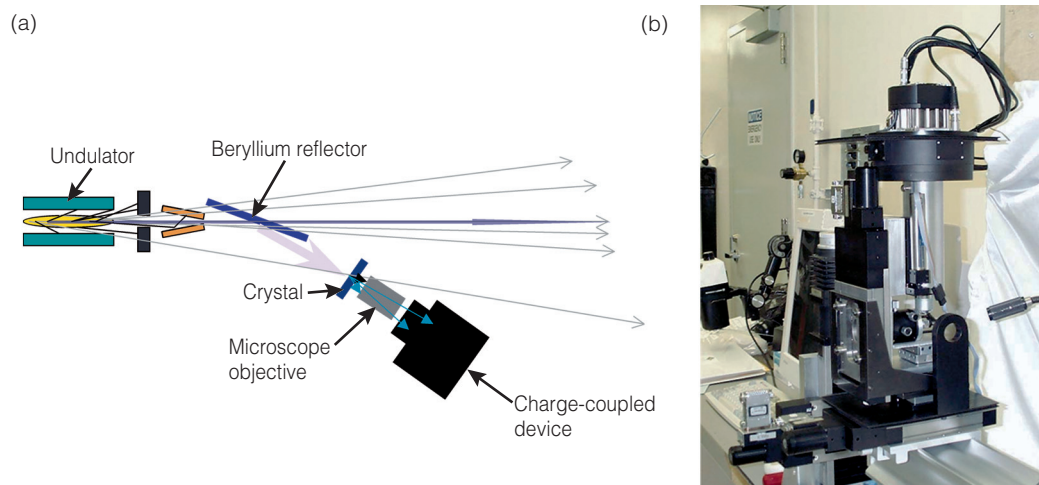 (a)
(b)
Undulator
Beryllium reflector
Crystal
Microscope
objective
Charge-coupled
device